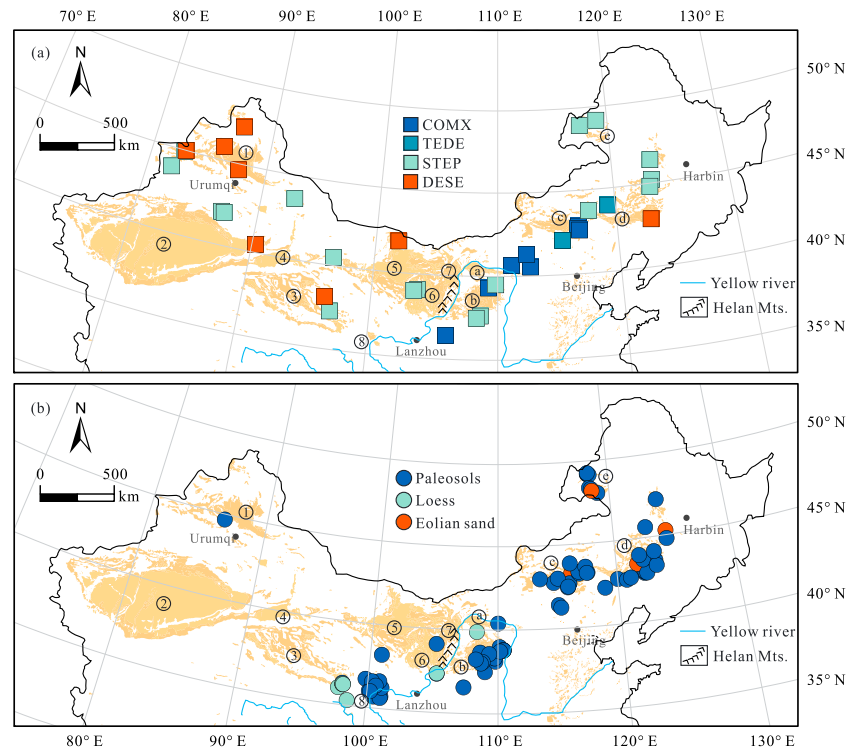 70° E 80° E 90° E 100° E 110° E 120° E 130° E
(a)
N
0 500
km
COMX
TEDE
STEP
DESE
50° N
45° N
40° N
35° N
Urumqi
Harbin
Beijing
Lanzhou
① ② ③ ④ ⑤ ⑥ ⑦ ⑧ ⓐ ⓑ ⓒ ⓓ ⓔ
Yellow river
Helan Mts.
(b)
N
0 500
km
Paleosols
Loess
Eolian sand
50° N
45° N
40° N
35° N
Urumqi
Harbin
Beijing
Lanzhou
① ② ③ ④ ⑤ ⑥ ⑦ ⑧ ⓐ ⓑ ⓒ ⓓ ⓔ
Yellow river
Helan Mts.
80° E 90° E 100° E 110° E 120° E 130° E